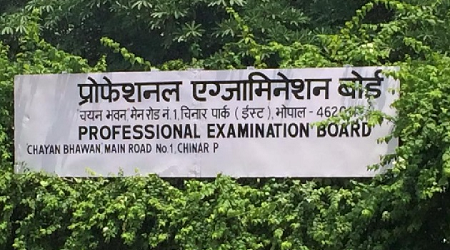 प्रोफेशनल एग्जामिनेशन बोर्ड
चयन भवन, मेन रोड नं.1, चिनार पार्क (ईस्ट), भोपाल -
PROFESSIONAL EXAMINATION BOARD
CHAYAN BHAWAN, MAIN ROAD No.1, CHINAR P